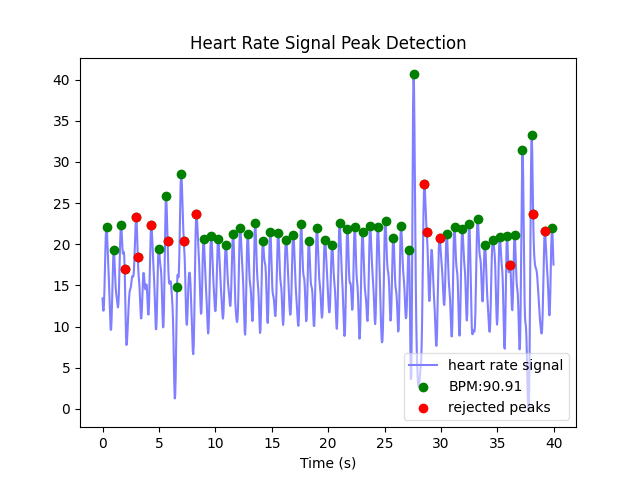 Heart Rate Signal Peak Detection
40
35
30
25
20
15
10
5
0
heart rate signal
BPM:90.91
rejected peaks
0 5 10 15 20 25 30 35 40
Time (s)